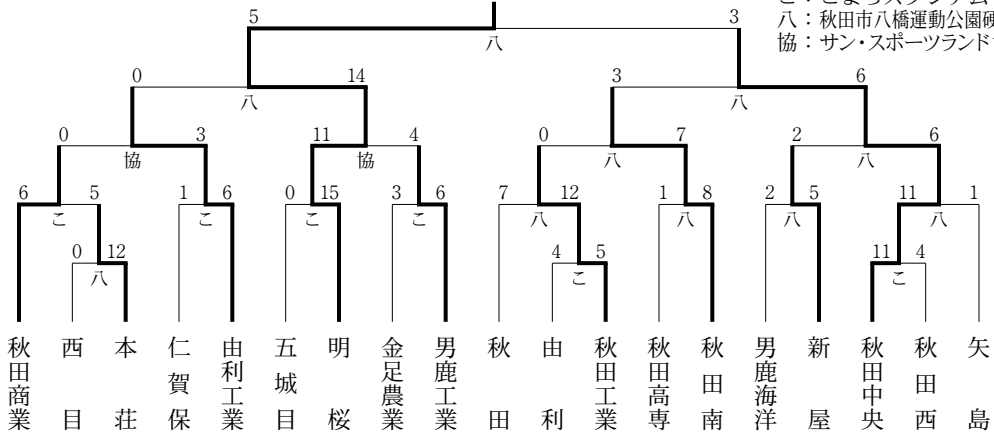 こ：こまちスタジアム
八：秋田市八橋運動公園硬
協：サン・スポーツランド
5 3
八
0 14 3 6
八 八
0 3 11 4 0 7 2 6
協 協 八 八
6 5 1 6 0 15 3 6 7 12 1 8 2 5 11 1
こ こ こ こ 八 八 八 八
0 12 4 5 11 4
八 こ こ
秋田商業
西目
本荘
仁賀保
由利工業
五城目
明桜
金足農業
男鹿工業
秋田
由利
秋田工業
秋田高専
秋田南
男鹿海洋
新屋
秋田中央
秋田西
矢島